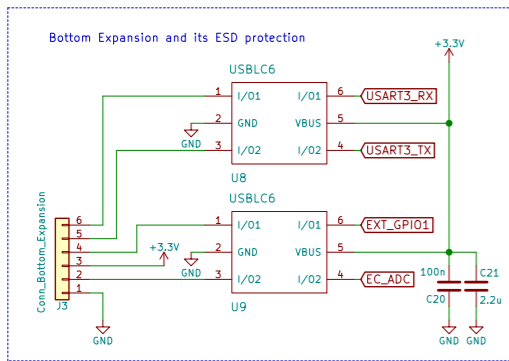 Bottom Expansion and its ESD protection
+3.3V
USBLC6
1 I/O1 I/O1 6 USART3_RX
2 GND VBUS 5
GND
3 I/O2 I/O2 4 USART3_TX
U8
USBLC6
1 I/O1 I/O1 6 EXT_GPIO1
2 GND VBUS 5
GND
3 I/O2 I/O2 4 EC_ADC
U9
Conn_Bottom_Expansion
6
5
4
3
2
1
J3
+3.3V
GND
100n
C20
C21
2.2u
GND
GND